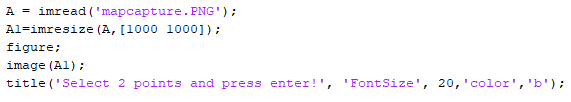 A = imread('mapcapture.PNG');
A1=imresize(A,[1000 1000]);
figure;
image(A1);
title('Select 2 points and press enter!', 'FontSize', 20,'color','b');